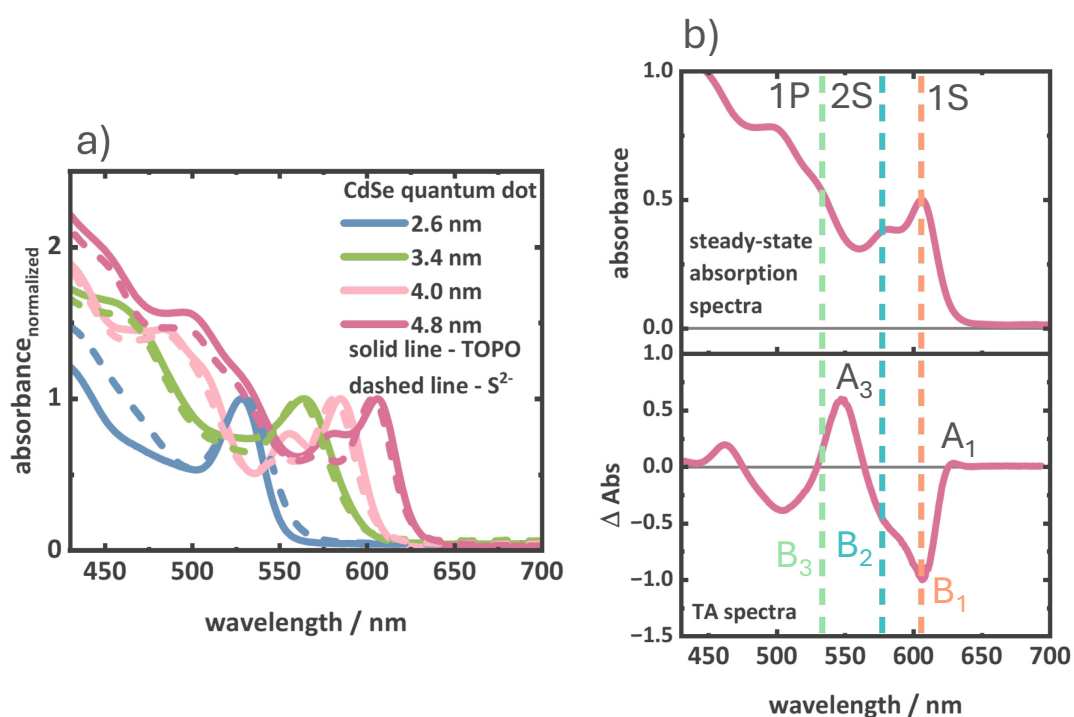 a)
CdSe quantum dot
2.6 nm
3.4 nm
4.0 nm
4.8 nm
solid line - TOPO
dashed line - S²⁻
2
1
0
absorbance_normalized
450 500 550 600 650 700
wavelength / nm
b)
1P 2S 1S
1.0
0.5
0.0
absorbance
steady-state
absorption
spectra
1.0
0.5
0.0
−0.5
−1.0
−1.5
Δ Abs
A₃
A₁
B₃
B₂
B₁
TA spectra
450 500 550 600 650 700
wavelength / nm